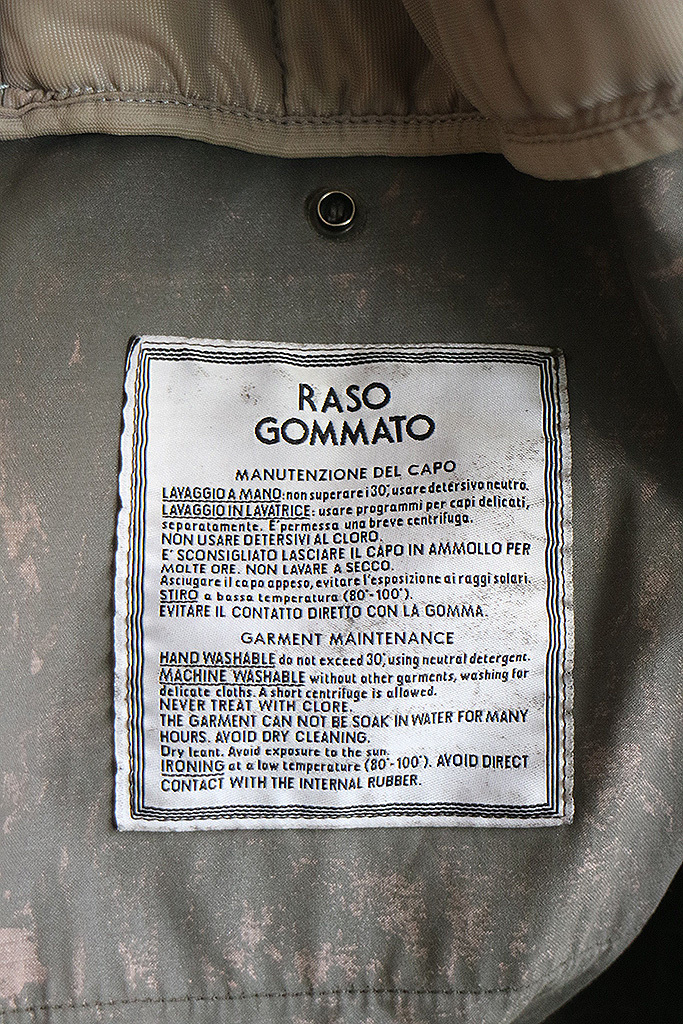 RASO
GOMMATO
MANUTENZIONE DEL CAPO
LAVAGGIO A MANO: non superare i 30°, usare detersivo neutro.
LAVAGGIO IN LAVATRICE: usare programmi per capi delicati,
separatamente. E' permessa una breve centrifuga.
NON USARE DETERSIVI AL CLORO.
E' SCONSIGLIATO LASCIARE IL CAPO IN AMMOLLO PER
MOLTE ORE. NON LAVARE A SECCO.
Asciugare il capo appeso, evitare l'esposizione ai raggi solari.
STIRO a bassa temperatura (80°-100°).
EVITARE IL CONTATTO DIRETTO CON LA GOMMA.
GARMENT MAINTENANCE
HAND WASHABLE do not exceed 30°, using neutral detergent.
MACHINE WASHABLE without other garments, washing for
delicate cloths. A short centrifuge is allowed.
NEVER TREAT WITH CLORE.
THE GARMENT CAN NOT BE SOAK IN WATER FOR MANY
HOURS. AVOID DRY CLEANING.
Dry leant. Avoid exposure to the sun.
IRONING at a low temperature (80°-100°). AVOID DIRECT
CONTACT WITH THE INTERNAL RUBBER.